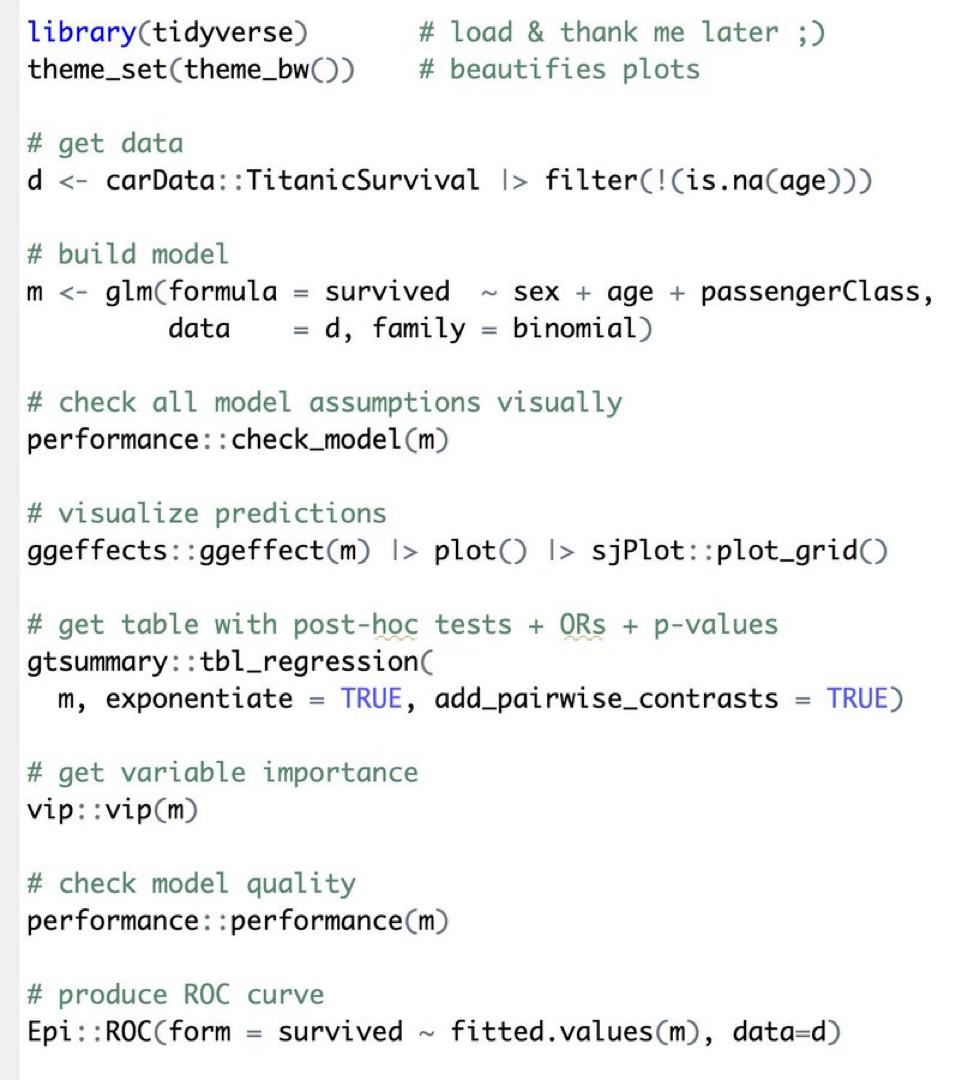 library(tidyverse)       # load & thank me later ;)
theme_set(theme_bw())    # beautifies plots
# get data
d <- carData::TitanicSurvival |> filter(!(is.na(age)))
# build model
m <- glm(formula = survived  ~ sex + age + passengerClass,
         data    = d, family = binomial)
# check all model assumptions visually
performance::check_model(m)
# visualize predictions
ggeffects::ggeffect(m) |> plot() |> sjPlot::plot_grid()
# get table with post-hoc tests + ORs + p-values
gtsummary::tbl_regression(
  m, exponentiate = TRUE, add_pairwise_contrasts = TRUE)
# get variable importance
vip::vip(m)
# check model quality
performance::performance(m)
# produce ROC curve
Epi::ROC(form = survived ~ fitted.values(m), data=d)